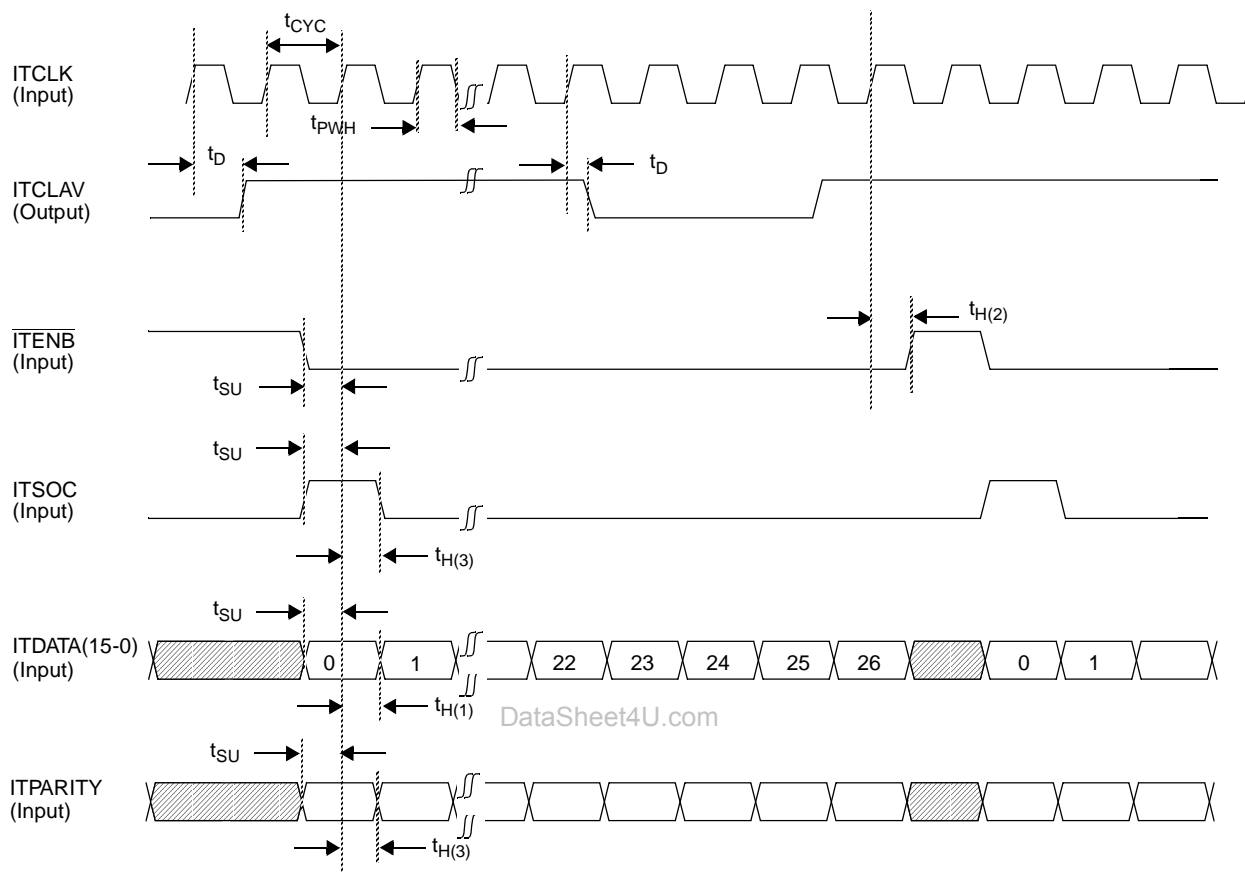 tCYC
ITCLK
(Input)
tPWH
tD
tD
ITCLAV
(Output)
tH(2)
ITENB
(Input)
tSU
tSU
ITSOC
(Input)
tH(3)
tSU
ITDATA(15-0)
(Input)
0 1 22 23 24 25 26 0 1
tH(1)
DataSheet4U.com
tSU
ITPARITY
(Input)
tH(3)